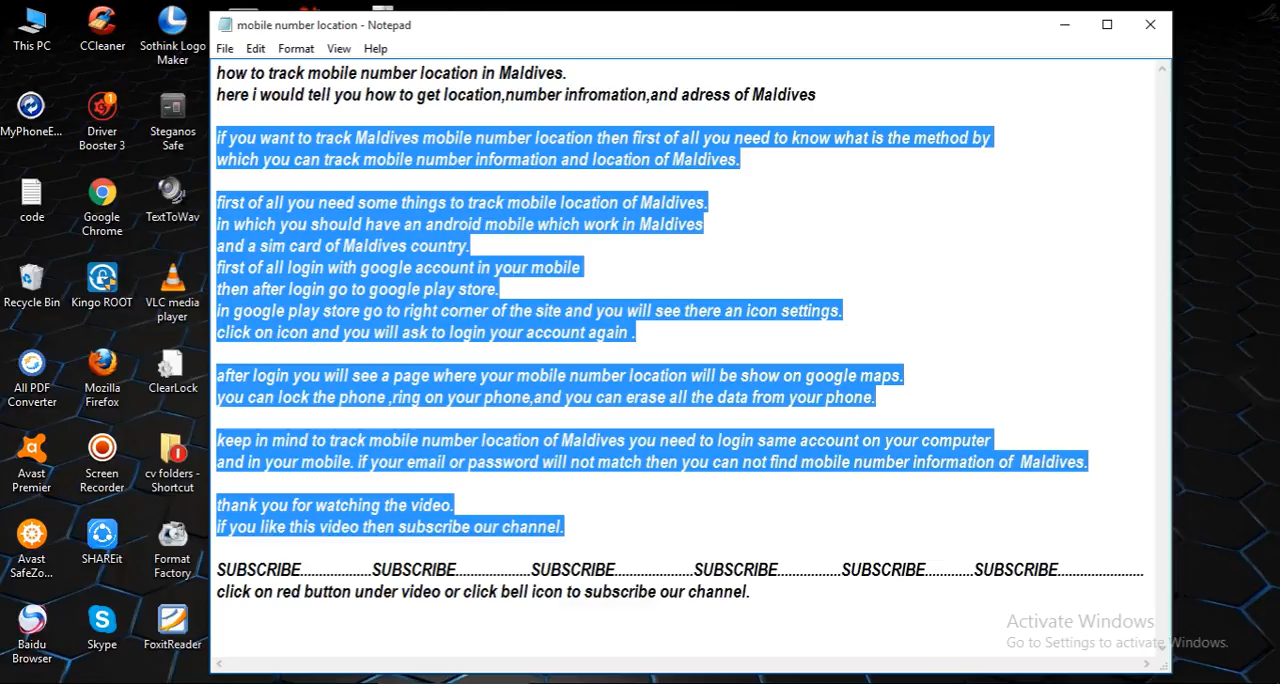 This PC
CCleaner
Sothink Logo
Maker
MyPhoneE...
Driver
Booster 3
Steganos
Safe
code
Google
Chrome
TextToWav
Recycle Bin
Kingo ROOT
VLC media
player
All PDF
Converter
Mozilla
Firefox
ClearLock
Avast
Premier
Screen
Recorder
cv folders -
Shortcut
Avast
SafeZo...
SHAREit
Format
Factory
Baidu
Browser
Skype
FoxitReader
mobile number location - Notepad
File Edit Format View Help
how to track mobile number location in Maldives.
here i would tell you how to get location,number infromation,and adress of Maldives
if you want to track Maldives mobile number location then first of all you need to know what is the method by
which you can track mobile number information and location of Maldives.
first of all you need some things to track mobile location of Maldives.
in which you should have an android mobile which work in Maldives
and a sim card of Maldives country.
first of all login with google account in your mobile
then after login go to google play store.
in google play store go to right corner of the site and you will see there an icon settings.
click on icon and you will ask to login your account again .
after login you will see a page where your mobile number location will be show on google maps.
you can lock the phone ,ring on your phone,and you can erase all the data from your phone.
keep in mind to track mobile number location of Maldives you need to login same account on your computer
and in your mobile. if your email or password will not match then you can not find mobile number information of  Maldives.
thank you for watching the video.
if you like this video then subscribe our channel.
SUBSCRIBE..................SUBSCRIBE...................SUBSCRIBE....................SUBSCRIBE................SUBSCRIBE............SUBSCRIBE......................
click on red button under video or click bell icon to subscribe our channel.
Activate Windows
Go to Settings to activate Windows.